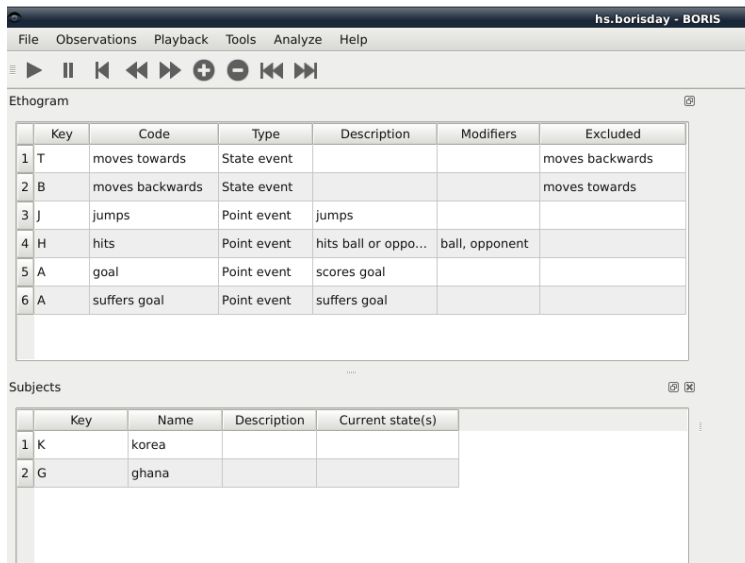 hs.borisday - BORIS
File Observations Playback Tools Analyze Help
Ethogram
Key Code Type Description Modifiers Excluded
1 T moves towards State event moves backwards
2 B moves backwards State event moves towards
3 J jumps Point event jumps
4 H hits Point event hits ball or oppo... ball, opponent
5 A goal Point event scores goal
6 A suffers goal Point event suffers goal
Subjects
Key Name Description Current state(s)
1 K korea
2 G ghana